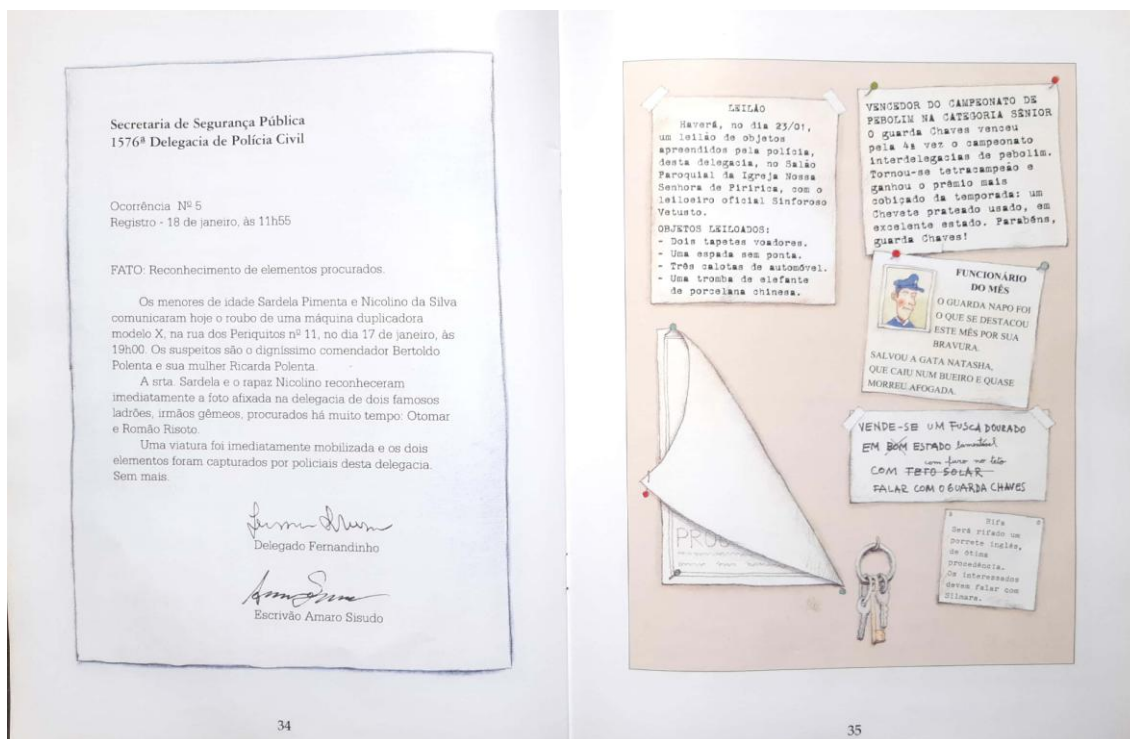 Secretaria de Segurança Pública
1576ª Delegacia de Polícia Civil
Ocorrência Nº 5
Registro - 18 de janeiro, às 11h55
FATO: Reconhecimento de elementos procurados.
Os menores de idade Sardela Pimenta e Nicolino da Silva
comunicaram hoje o roubo de uma máquina duplicadora
modelo X, na rua dos Periquitos nº 11, no dia 17 de janeiro, às
19h00. Os suspeitos são o digníssimo comendador Bertoldo
Polenta e sua mulher Ricarda Polenta.
A srta. Sardela e o rapaz Nicolino reconheceram
imediatamente a foto afixada na delegacia de dois famosos
ladrões, irmãos gêmeos, procurados há muito tempo: Otomar
e Romão Risoto.
Uma viatura foi imediatamente mobilizada e os dois
elementos foram capturados por policiais desta delegacia.
Sem mais.
Delegado Fernandinho
Escrivão Amaro Sisudo
34
LEILÃO
Haverá, no dia 23/01,
um leilão de objetos
apreendidos pela polícia,
desta delegacia, no Salão
Paroquial da Igreja Nossa
Senhora de Piririca, com o
leiloeiro oficial Sinforoso
Vetusto.
OBJETOS LEILOADOS:
- Dois tapetes voadores.
- Uma espada sem ponta.
- Três calotas de automóvel.
- Uma tromba de elefante
de porcelana chinesa.
VENCEDOR DO CAMPEONATO DE
PEBOLIM NA CATEGORIA SÊNIOR
O guarda Chaves venceu
pela 4ª vez o campeonato
interdelegacias de pebolim.
Tornou-se tetracampeão e
ganhou o prêmio mais
cobiçado da temporada: um
Chevete prateado usado, em
excelente estado. Parabéns,
guarda Chaves!
FUNCIONÁRIO
DO MÊS
O GUARDA NAPO FOI
O QUE SE DESTACOU
ESTE MÊS POR SUA
BRAVURA.
SALVOU A GATA NATASHA,
QUE CAIU NUM BUEIRO E QUASE
MORREU AFOGADA.
VENDE-SE UM FUSCA DOURADO
EM BOM ESTADO lamentável
com furo no teto
COM TETO SOLAR
FALAR COM O GUARDA CHAVES
PROC
Rifa
Será rifado um
porrete inglês,
de ótima
procedência.
Os interessados
devem falar com
Silmara.
35